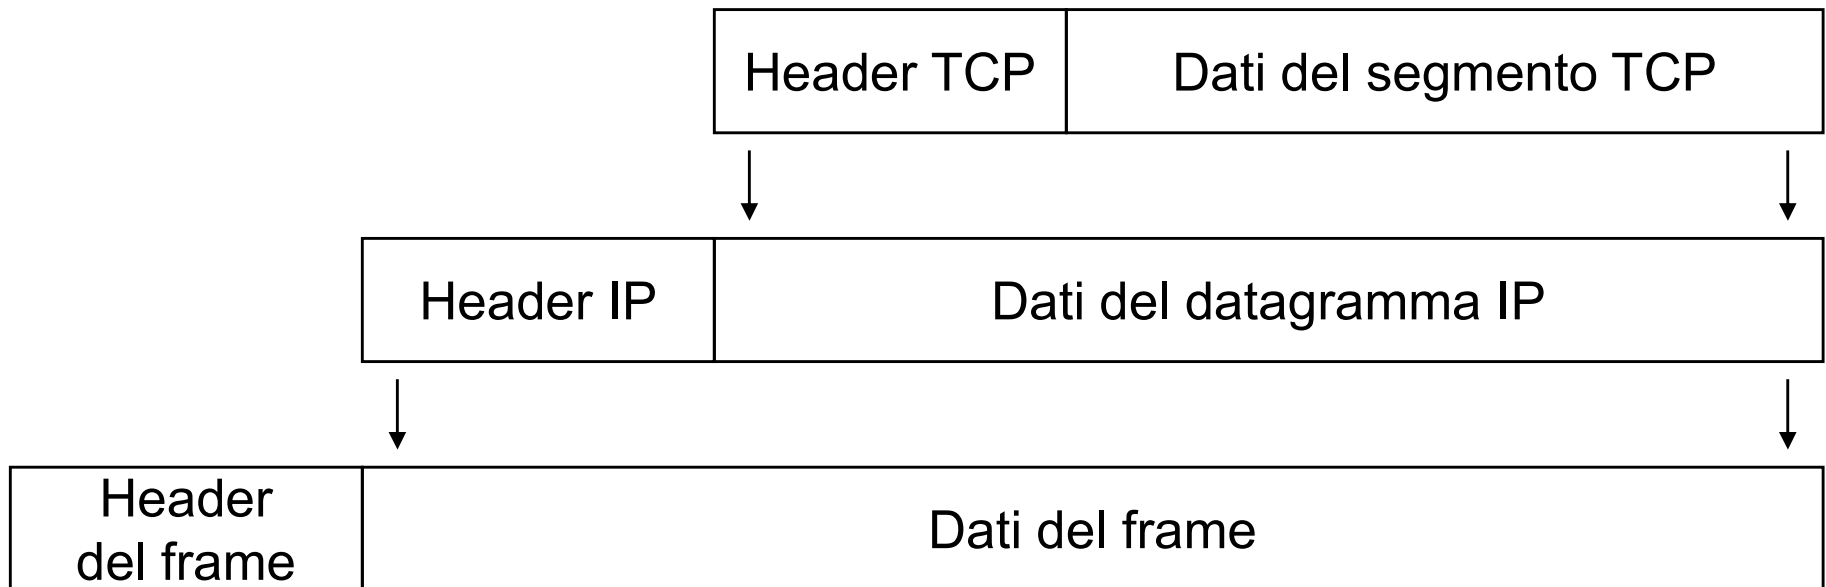 Header TCP
Dati del segmento TCP
Header IP
Dati del datagramma IP
Header
del frame
Dati del frame